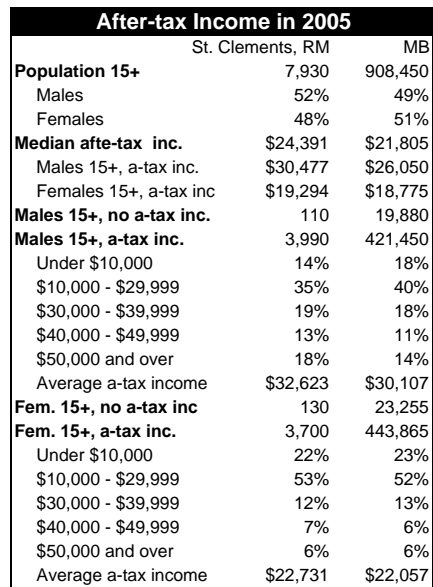 After-tax Income in 2005
St. Clements, RM MB
Population 15+ 7,930 908,450
Males 52% 49%
Females 48% 51%
Median afte-tax inc. $24,391 $21,805
Males 15+, a-tax inc. $30,477 $26,050
Females 15+, a-tax inc $19,294 $18,775
Males 15+, no a-tax inc. 110 19,880
Males 15+, a-tax inc. 3,990 421,450
Under $10,000 14% 18%
$10,000 - $29,999 35% 40%
$30,000 - $39,999 19% 18%
$40,000 - $49,999 13% 11%
$50,000 and over 18% 14%
Average a-tax income $32,623 $30,107
Fem. 15+, no a-tax inc 130 23,255
Fem. 15+, a-tax inc. 3,700 443,865
Under $10,000 22% 23%
$10,000 - $29,999 53% 52%
$30,000 - $39,999 12% 13%
$40,000 - $49,999 7% 6%
$50,000 and over 6% 6%
Average a-tax income $22,731 $22,057